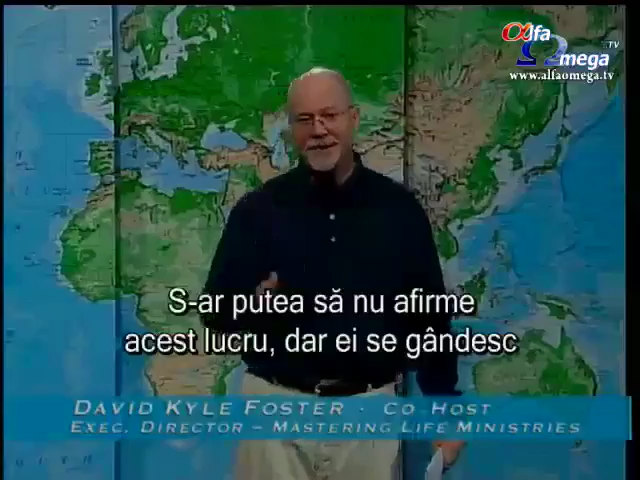 alfa
Ωmega
.TV
www.alfaomega.tv
S-ar putea să nu afirme
acest lucru, dar ei se gândesc
DAVID KYLE FOSTER · CO-HOST
EXEC. DIRECTOR – MASTERING LIFE MINISTRIES